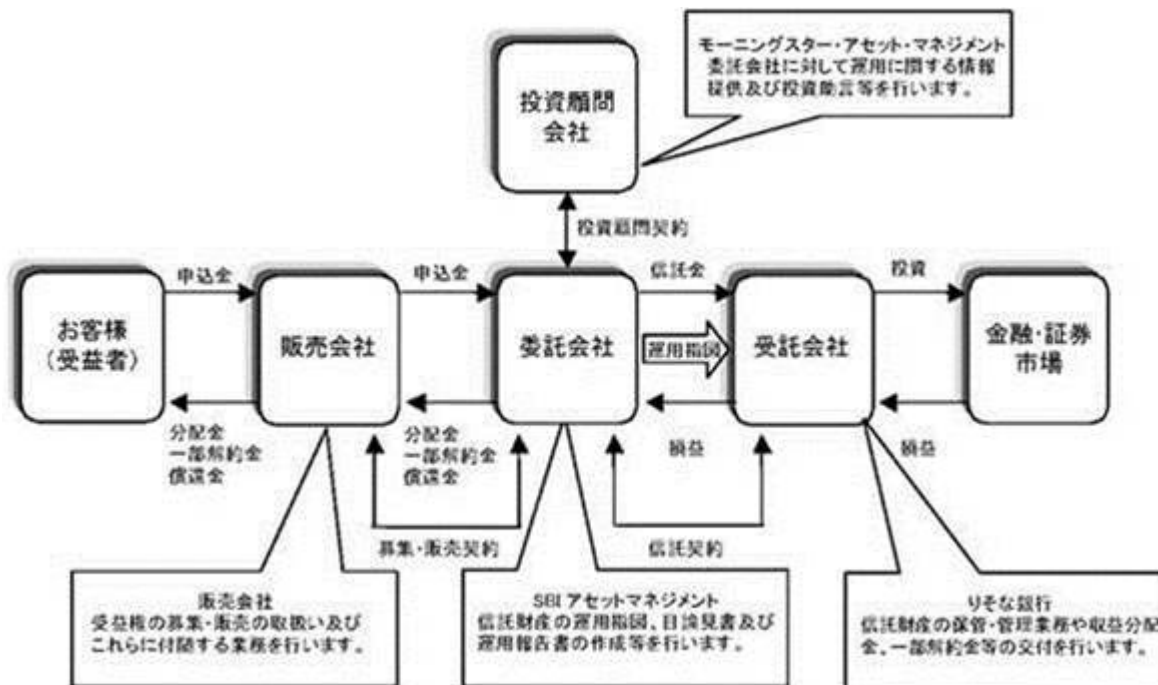 モーニングスター・アセット・マネジメント
委託会社に対して運用に関する情報
提供及び投資助言等を行います。
投資顧問
会社
投資顧問契約
申込金
申込金
信託金
投資
お客様
(受益者)
販売会社
委託会社
運用指図
受託会社
金融・証券
市場
分配金
一部解約金
償還金
分配金
一部解約金
償還金
損益
損益
募集・販売契約
信託契約
販売会社
受益権の募集・販売の取扱い及び
これらに付随する業務を行います。
SBI アセットマネジメント
信託財産の運用指図、目論見書及び
運用報告書の作成等を行います。
りそな銀行
信託財産の保管・管理業務や収益分配
金、一部解約金等の交付を行います。